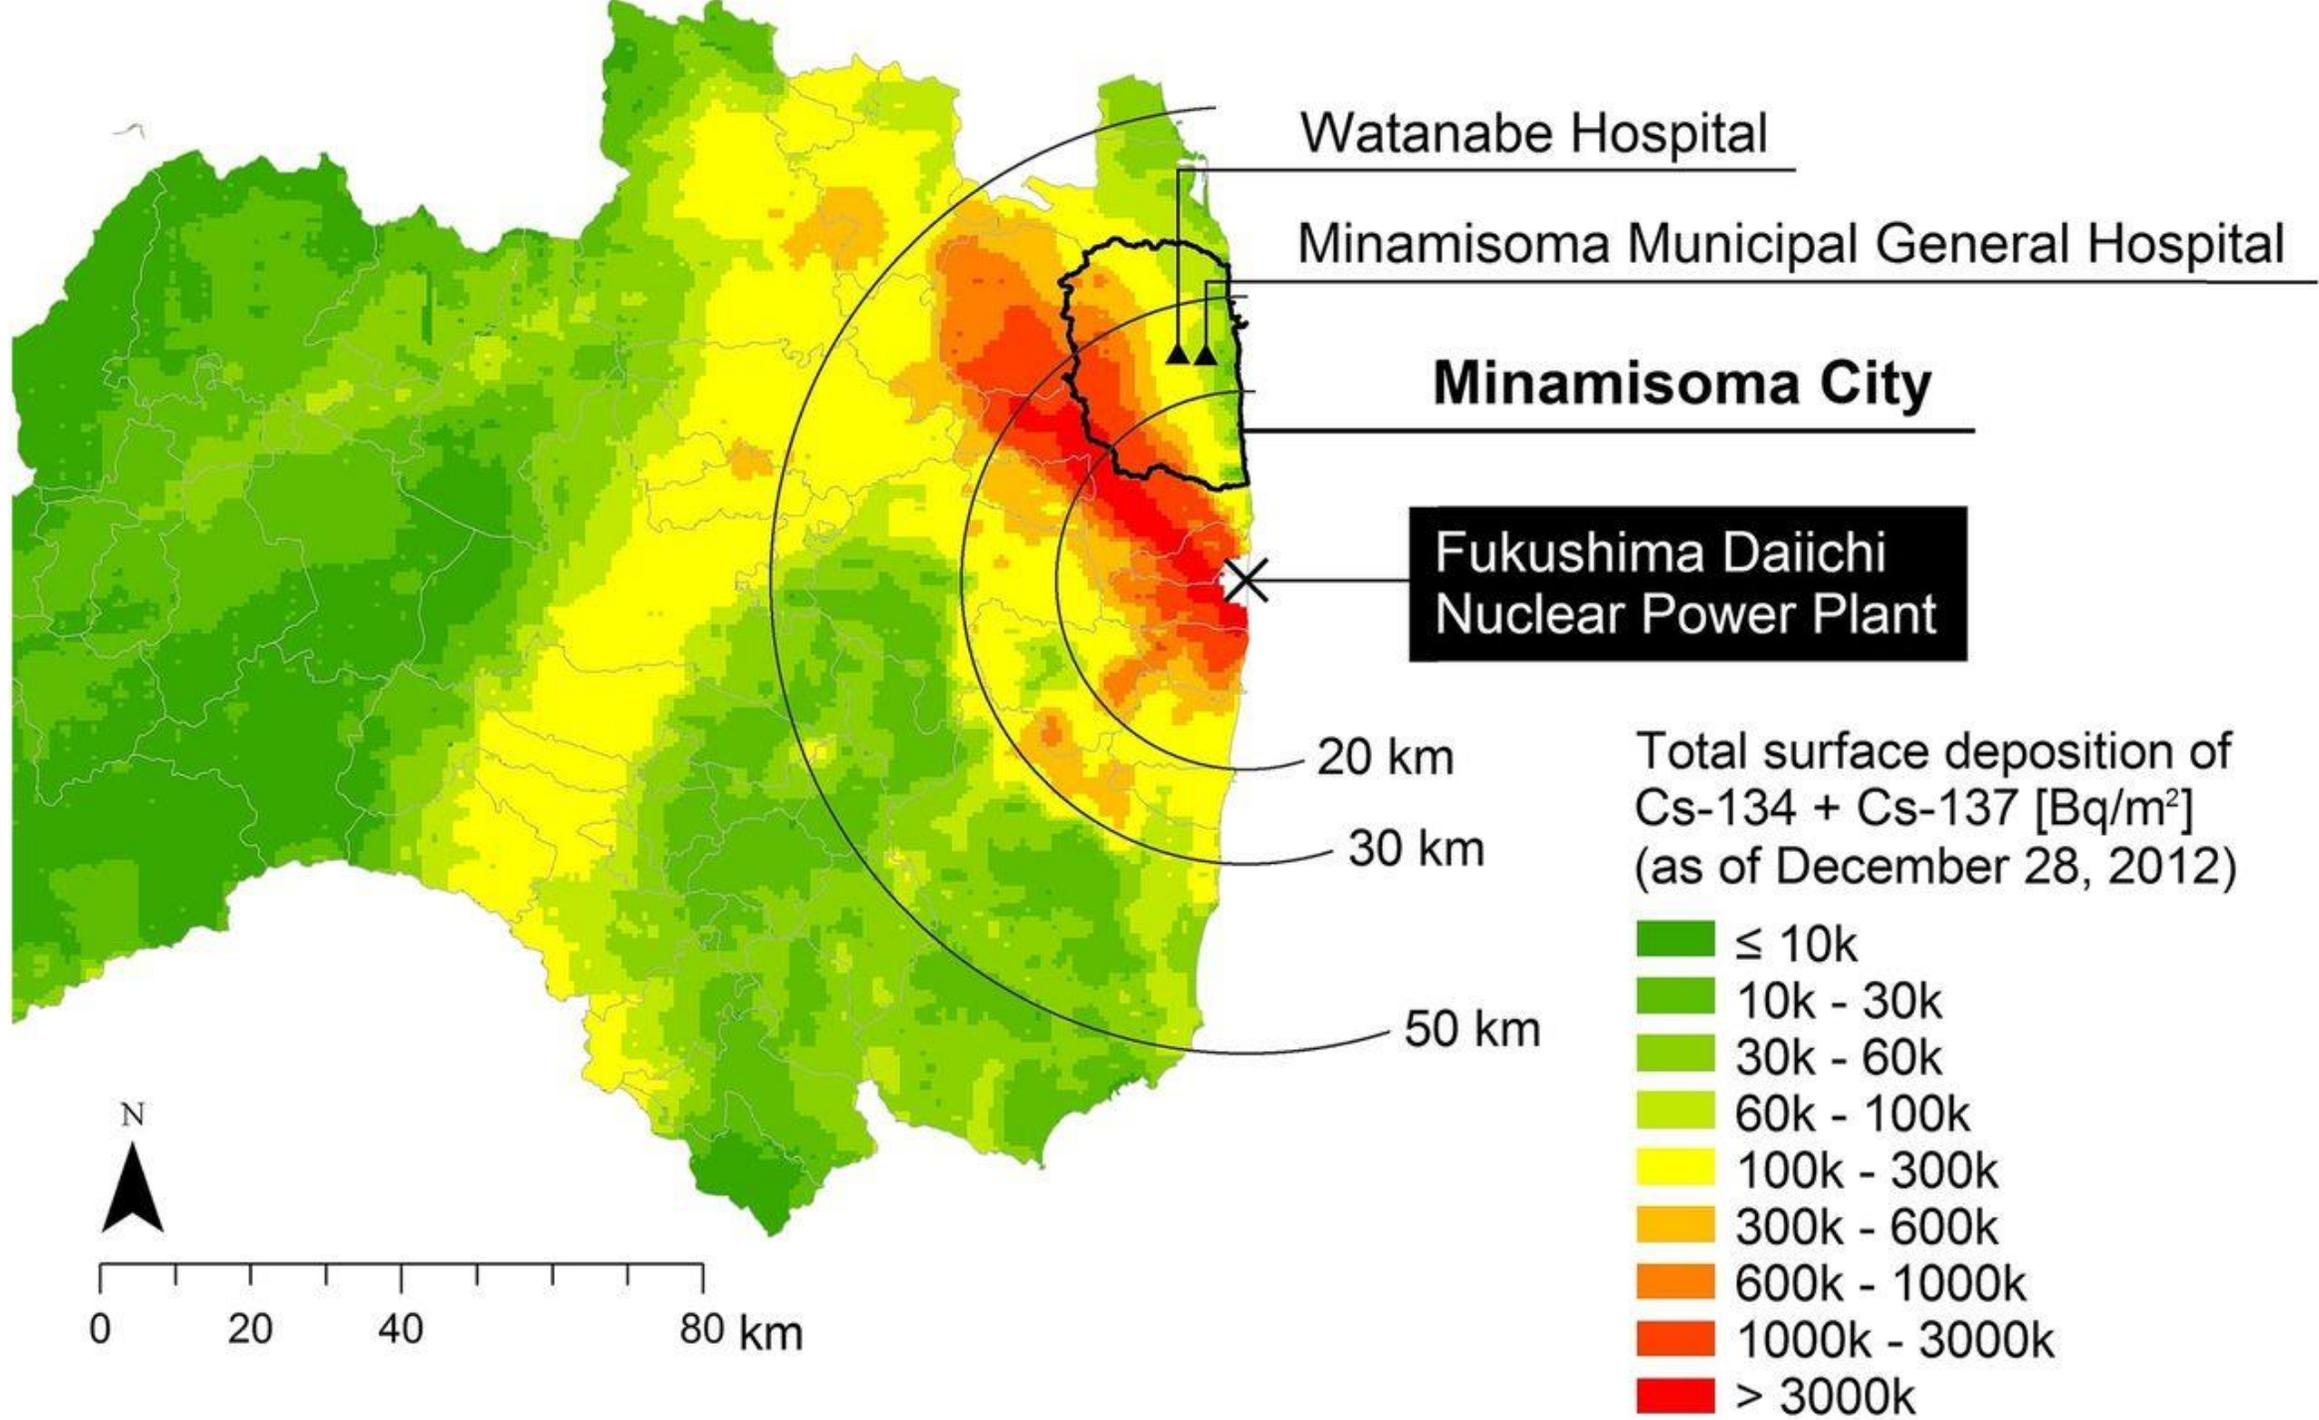 Watanabe Hospital
Minamisoma Municipal General Hospital
Minamisoma City
Fukushima Daiichi
Nuclear Power Plant
20 km
30 km
50 km
Total surface deposition of
Cs-134 + Cs-137 [Bq/m²]
(as of December 28, 2012)
≤ 10k
10k - 30k
30k - 60k
60k - 100k
100k - 300k
300k - 600k
600k - 1000k
1000k - 3000k
> 3000k
N
0 20 40 80 km